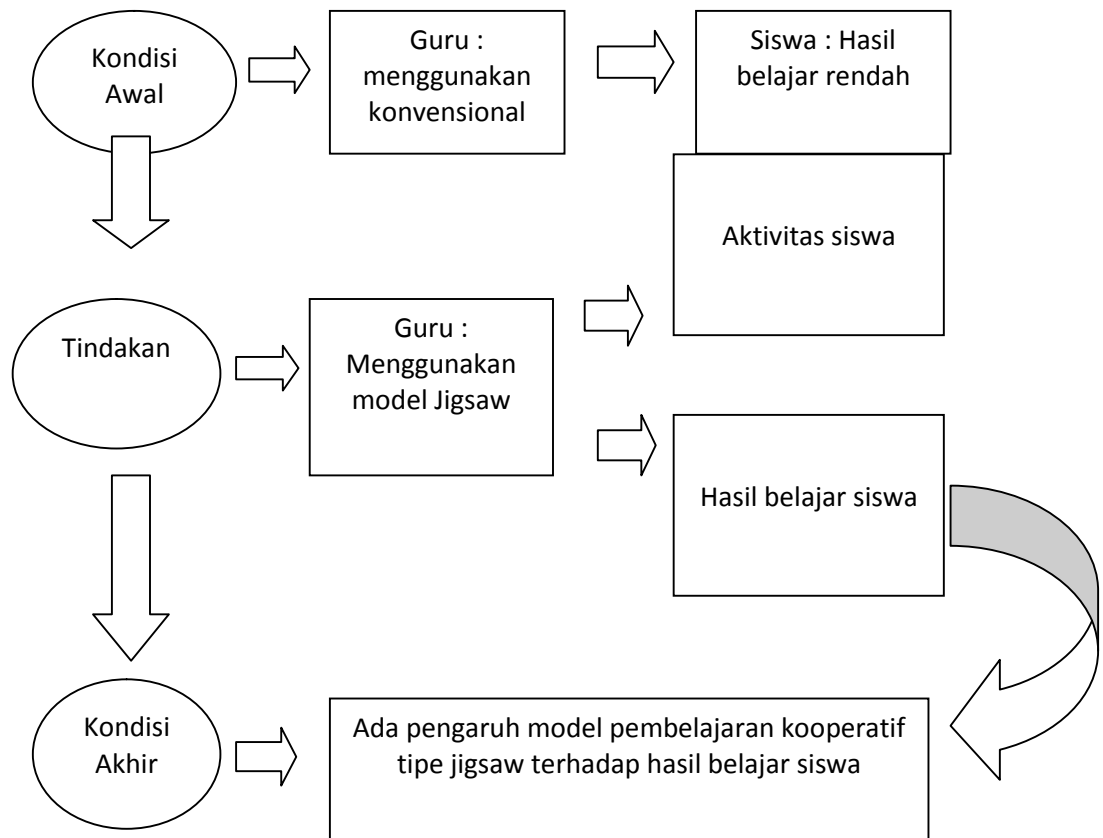 Kondisi
Awal
Guru :
menggunakan
konvensional
Siswa : Hasil
belajar rendah
Aktivitas siswa
Tindakan
Guru :
Menggunakan
model Jigsaw
Hasil belajar siswa
Kondisi
Akhir
Ada pengaruh model pembelajaran kooperatif
tipe jigsaw terhadap hasil belajar siswa